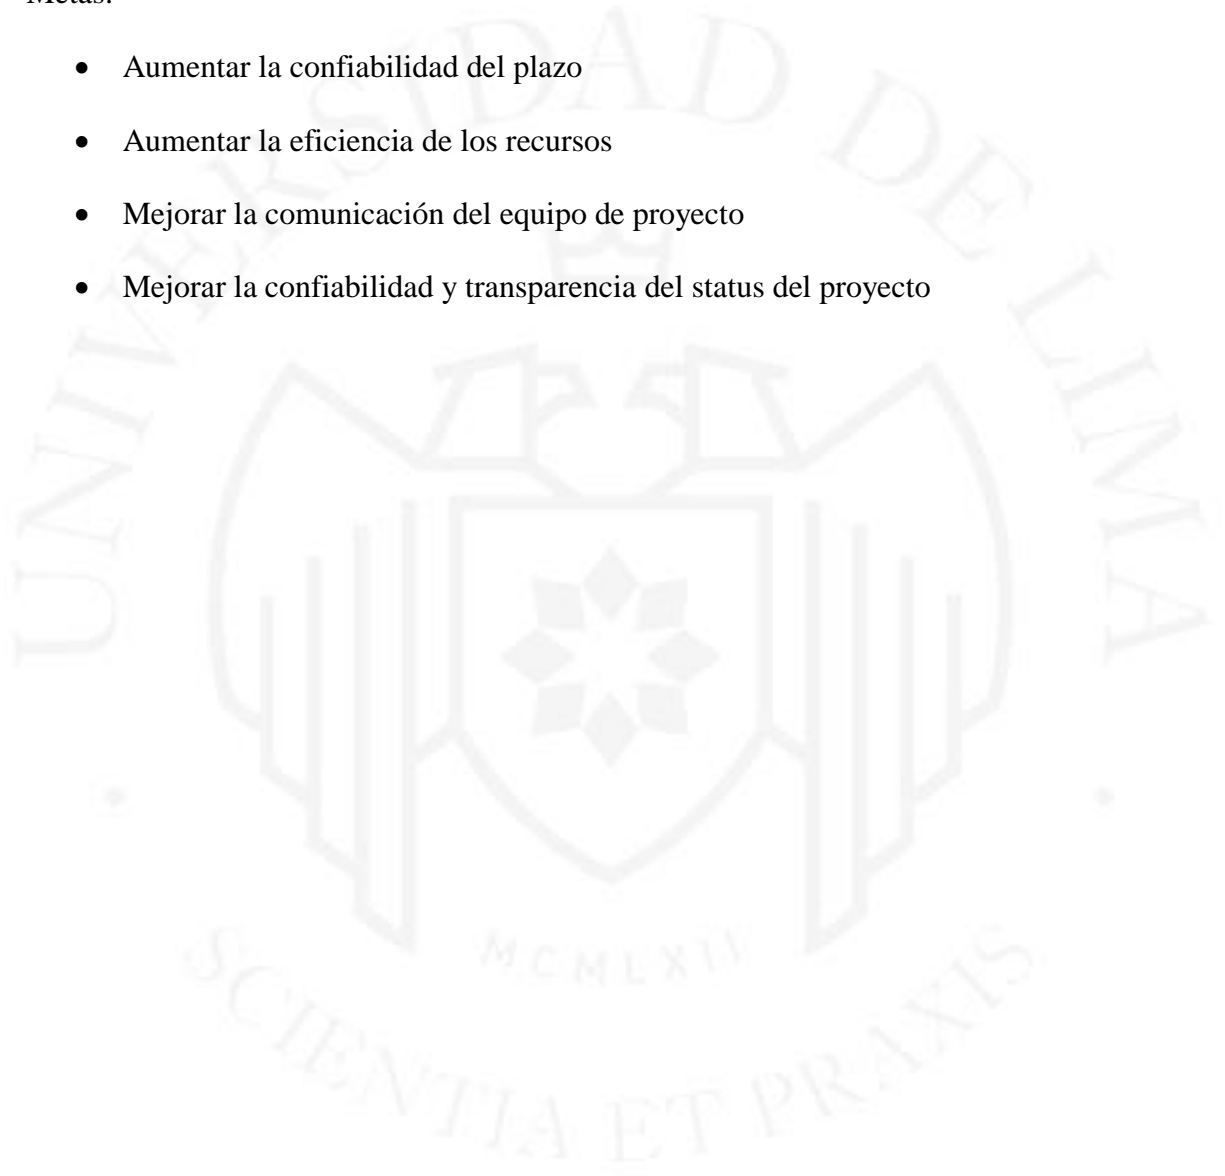 Metas:
• Aumentar la confiabilidad del plazo
• Aumentar la eficiencia de los recursos
• Mejorar la comunicación del equipo de proyecto
• Mejorar la confiabilidad y transparencia del status del proyecto
UNIVERSIDAD DE LIMA
MCMLXII
SCIENTIA ET PRAXIS